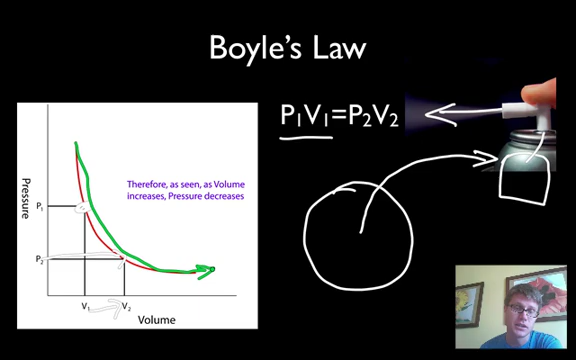 Boyle's Law
P1V1=P2V2
Therefore, as seen, as Volume
increases, Pressure decreases
Pressure
P1
P2
V1
V2
Volume